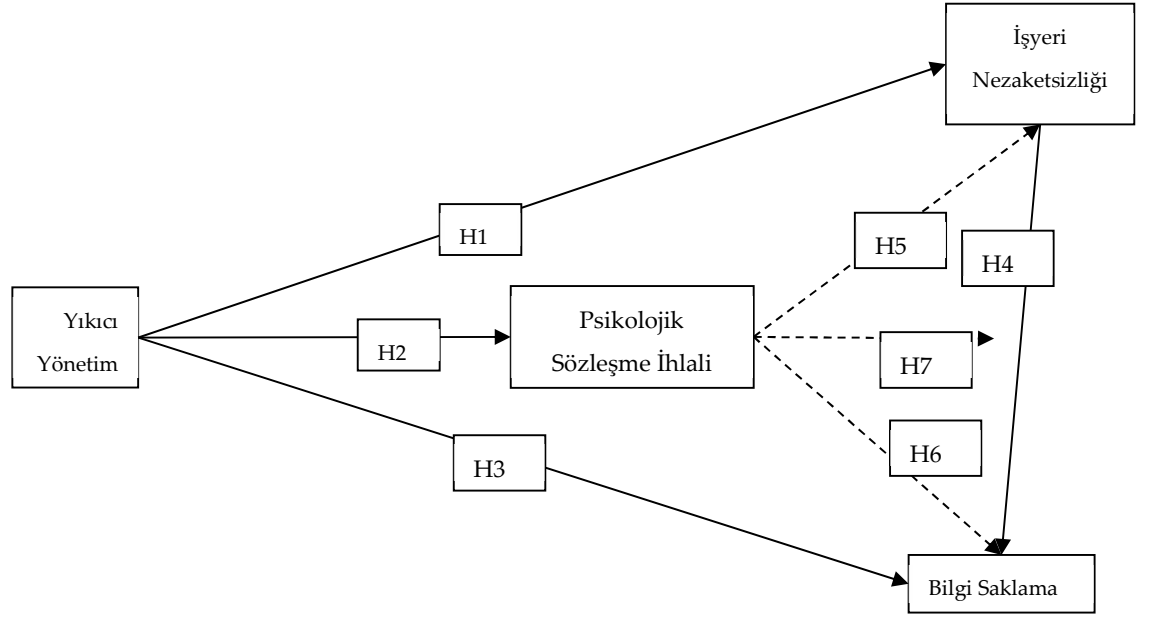 İşyeri
Nezaketsizliği
H1
H5
H4
Yıkıcı
Yönetim
H2
Psikolojik
Sözleşme İhlali
H7
H3
H6
Bilgi Saklama